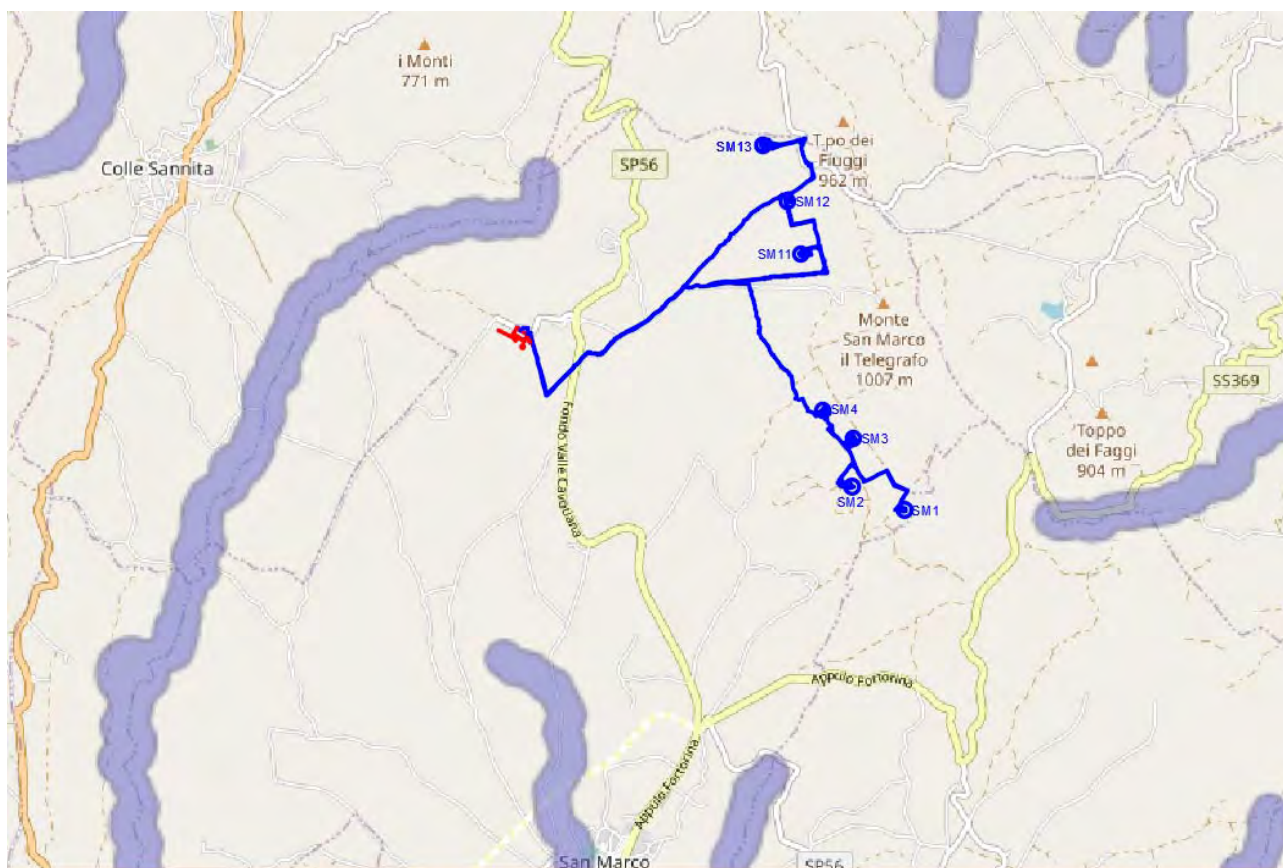 i Monti
771 m
Colle Sannita
SP56
SM13
T.po dei
Fiuggi
962 m
SM12
SM11
Monte
San Marco
il Telegrafo
1007 m
SS369
SM4
Toppo
dei Faggi
904 m
SM3
Fondo Valle Cavoqana
SM2
SM1
Appulo Fortorina
Appulo Fortorina
San Marco
SP56